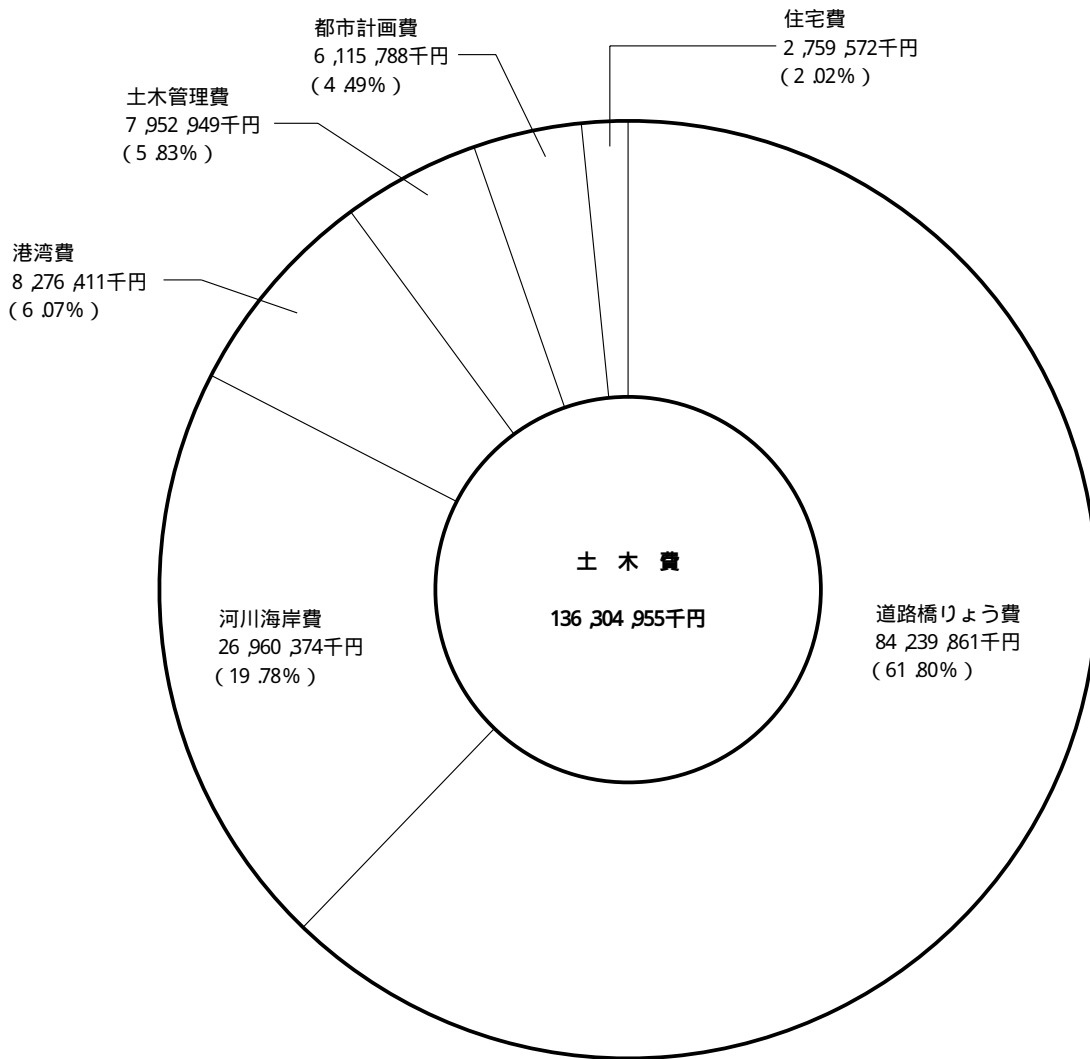 住宅費
2,759,572千円
(2.02%)
都市計画費
6,115,788千円
(4.49%)
土木管理費
7,952,949千円
(5.83%)
港湾費
8,276,411千円
(6.07%)
河川海岸費
26,960,374千円
(19.78%)
土木費
136,304,955千円
道路橋りょう費
84,239,861千円
(61.80%)